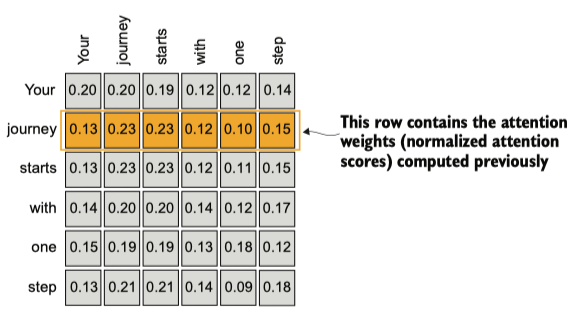 Your journey starts with one step
Your 0.20 0.20 0.19 0.12 0.12 0.14
journey 0.13 0.23 0.23 0.12 0.10 0.15
This row contains the attention
weights (normalized attention
scores) computed previously
starts 0.13 0.23 0.23 0.12 0.11 0.15
with 0.14 0.20 0.20 0.14 0.12 0.17
one 0.15 0.19 0.19 0.13 0.18 0.12
step 0.13 0.21 0.21 0.14 0.09 0.18